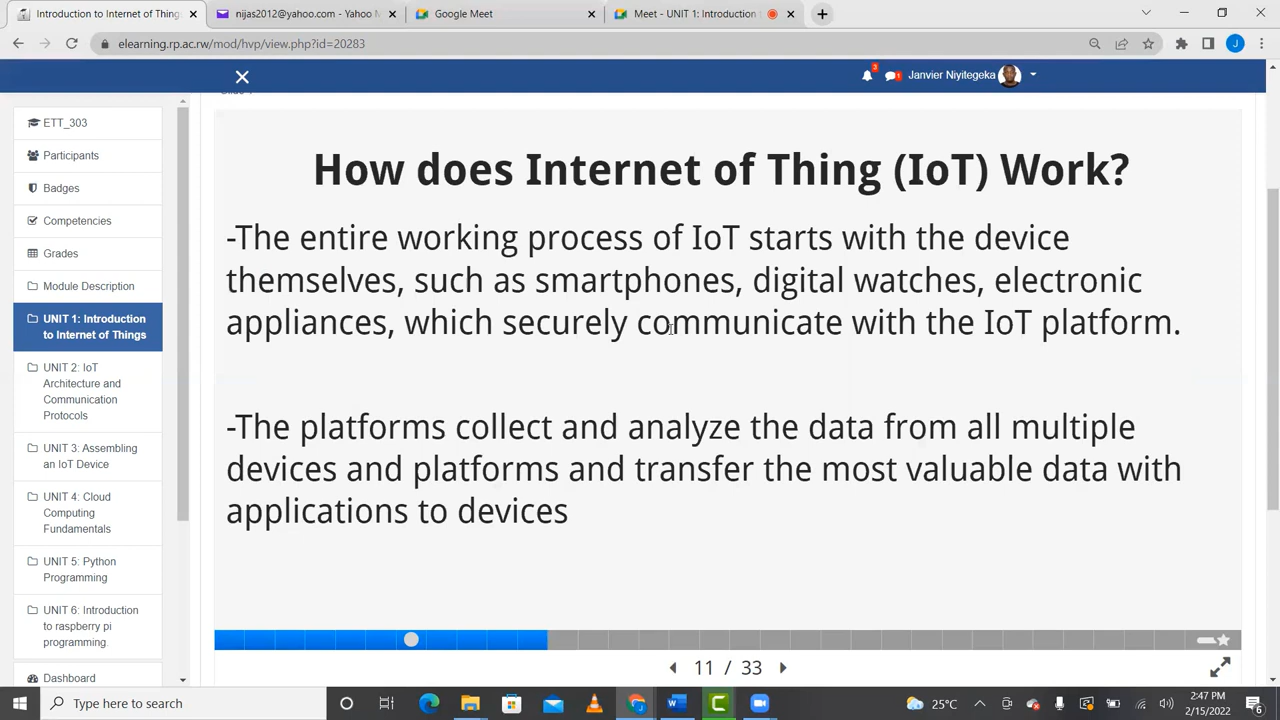 Introduction to Internet of Thing
nijas2012@yahoo.com - Yahoo M
Google Meet
Meet - UNIT 1: Introduction
elearning.rp.ac.rw/mod/hvp/view.php?id=20283
J
3
1
Janvier Niyitegeka
ETT_303
Participants
Badges
Competencies
Grades
Module Description
UNIT 1: Introduction
to Internet of Things
UNIT 2: IoT
Architecture and
Communication
Protocols
UNIT 3: Assembling
an IoT Device
UNIT 4: Cloud
Computing
Fundamentals
UNIT 5: Python
Programming
UNIT 6: Introduction
to raspberry pi
programming.
Dashboard
How does Internet of Thing (IoT) Work?
-The entire working process of IoT starts with the device
themselves, such as smartphones, digital watches, electronic
appliances, which securely communicate with the IoT platform.
-The platforms collect and analyze the data from all multiple
devices and platforms and transfer the most valuable data with
applications to devices
11 / 33
Type here to search
25°C
2:47 PM
2/15/2022
6